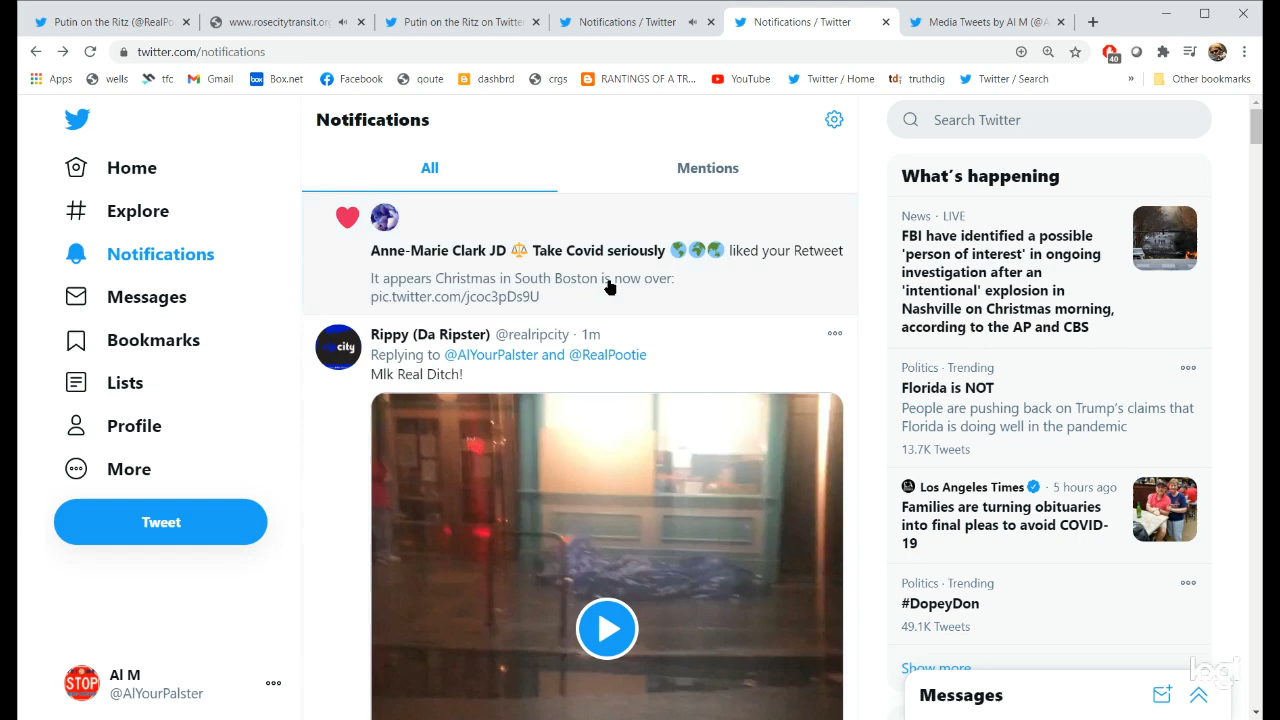 Putin on the Ritz (@RealPo
www.rosecitytransit.org
Putin on the Ritz on Twitter
Notifications / Twitter
Notifications / Twitter
Media Tweets by Al M (@A
twitter.com/notifications
40
Apps
wells
tfc
Gmail
Box.net
Facebook
qoute
dashbrd
crgs
RANTINGS OF A TR...
YouTube
Twitter / Home
truthdig
Twitter / Search
»
Other bookmarks
Home
Explore
Notifications
Messages
Bookmarks
Lists
Profile
More
Tweet
STOP
Al M
@AlYourPalster
Notifications
All
Mentions
Anne-Marie Clark JD ⚖️ Take Covid seriously 🌎🌍🌏 liked your Retweet
It appears Christmas in South Boston is now over:
pic.twitter.com/jcoc3pDs9U
city
Rippy (Da Ripster) @realripcity · 1m
Replying to @AlYourPalster and @RealPootie
Mlk Real Ditch!
Search Twitter
What's happening
News · LIVE
FBI have identified a possible
'person of interest' in ongoing
investigation after an
'intentional' explosion in
Nashville on Christmas morning,
according to the AP and CBS
Politics · Trending
Florida is NOT
People are pushing back on Trump's claims that
Florida is doing well in the pandemic
13.7K Tweets
Los Angeles Times · 5 hours ago
Families are turning obituaries
into final pleas to avoid COVID-
19
Politics · Trending
#DopeyDon
49.1K Tweets
Show more
logi
Messages